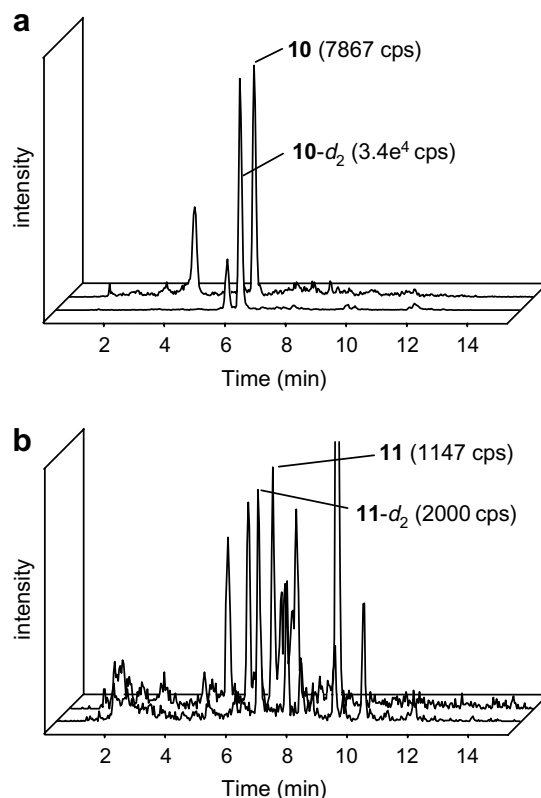 a
10 (7867 cps)
10-d2 (3.4e4 cps)
intensity
2 4 6 8 10 12 14
Time (min)
b
11 (1147 cps)
11-d2 (2000 cps)
intensity
2 4 6 8 10 12 14
Time (min)